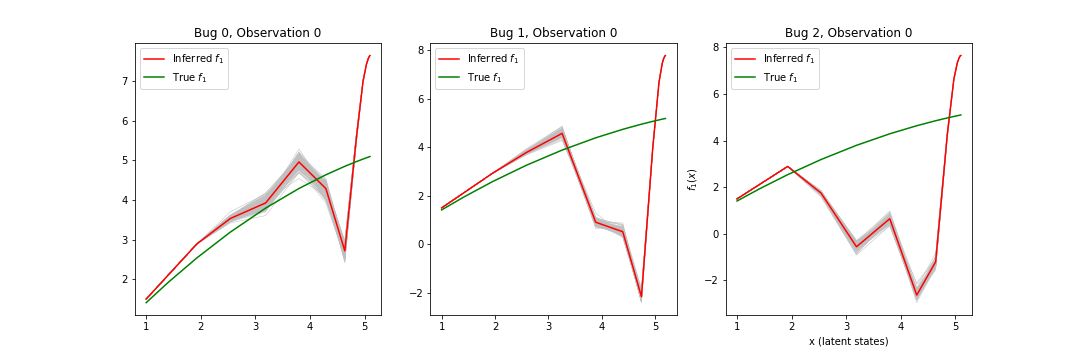 Bug 0, Observation 0
Inferred f₁
True f₁
7
6
5
4
3
2
1 2 3 4 5
Bug 1, Observation 0
Inferred f₁
True f₁
8
6
4
2
0
−2
1 2 3 4 5
Bug 2, Observation 0
Inferred f₁
True f₁
8
6
4
2
0
−2
f₁(x)
1 2 3 4 5
x (latent states)